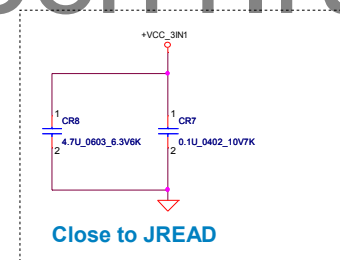 +VCC_3IN1
1
CR8
4.7U_0603_6.3V6K
2
1
CR7
0.1U_0402_10V7K
2
Close to JREAD